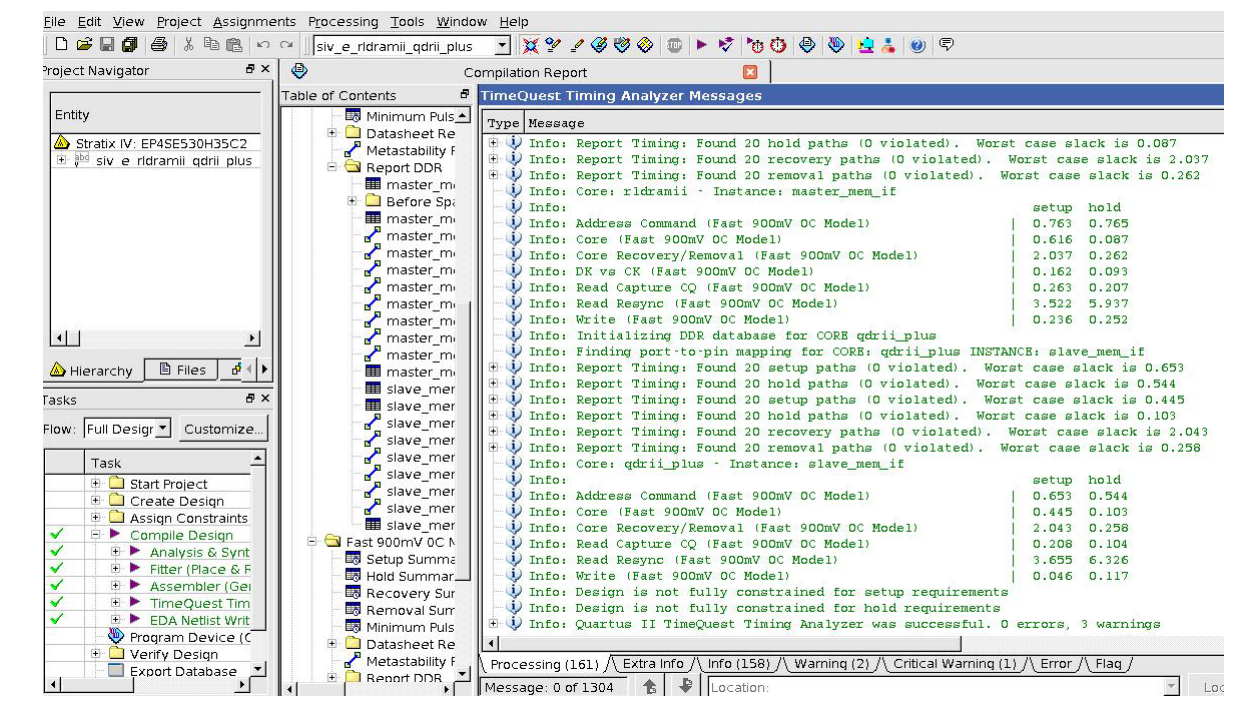 File Edit View Project Assignments Processing Tools Window Help
siv_e_rldramii_qdrii_plus
Project Navigator
Entity
Stratix IV: EP4SE530H35C2
siv_e_rldramii_qdrii_plus
Hierarchy Files
Tasks
Flow: Full Desigr Customize...
Task
Start Project
Create Design
Assign Constraints
Compile Design
Analysis & Synt
Fitter (Place & R
Assembler (Ger
TimeQuest Tim
EDA Netlist Writ
Program Device (C
Verify Design
Export Database
Compilation Report
Table of Contents
Minimum Puls
Datasheet Re
Metastability F
Report DDR
master_m
Before Spa
master_m
master_m
master_m
master_m
master_m
master_m
master_m
master_m
master_m
master_m
slave_mer
slave_mer
slave_mer
slave_mer
slave_mer
slave_mer
slave_mer
slave_mer
slave_mer
Fast 900mV 0C N
Setup Summa
Hold Summar
Recovery Sur
Removal Sum
Minimum Puls
Datasheet Re
Metastability F
Report DDR
TimeQuest Timing Analyzer Messages
Type Message
Info: Report Timing: Found 20 hold paths (0 violated). Worst case slack is 0.087
Info: Report Timing: Found 20 recovery paths (0 violated). Worst case slack is 2.037
Info: Report Timing: Found 20 removal paths (0 violated). Worst case slack is 0.262
Info: Core: rldramii - Instance: master_mem_if
Info: setup hold
Info: Address Command (Fast 900mV 0C Model) | 0.763 0.765
Info: Core (Fast 900mV 0C Model) | 0.616 0.087
Info: Core Recovery/Removal (Fast 900mV 0C Model) | 2.037 0.262
Info: DK vs CK (Fast 900mV 0C Model) | 0.162 0.093
Info: Read Capture CQ (Fast 900mV 0C Model) | 0.263 0.207
Info: Read Resync (Fast 900mV 0C Model) | 3.522 5.937
Info: Write (Fast 900mV 0C Model) | 0.236 0.252
Info: Initializing DDR database for CORE qdrii_plus
Info: Finding port-to-pin mapping for CORE: qdrii_plus INSTANCE: slave_mem_if
Info: Report Timing: Found 20 setup paths (0 violated). Worst case slack is 0.653
Info: Report Timing: Found 20 hold paths (0 violated). Worst case slack is 0.544
Info: Report Timing: Found 20 setup paths (0 violated). Worst case slack is 0.445
Info: Report Timing: Found 20 hold paths (0 violated). Worst case slack is 0.103
Info: Report Timing: Found 20 recovery paths (0 violated). Worst case slack is 2.043
Info: Report Timing: Found 20 removal paths (0 violated). Worst case slack is 0.258
Info: Core: qdrii_plus - Instance: slave_mem_if
Info: setup hold
Info: Address Command (Fast 900mV 0C Model) | 0.653 0.544
Info: Core (Fast 900mV 0C Model) | 0.445 0.103
Info: Core Recovery/Removal (Fast 900mV 0C Model) | 2.043 0.258
Info: Read Capture CQ (Fast 900mV 0C Model) | 0.208 0.104
Info: Read Resync (Fast 900mV 0C Model) | 3.655 6.326
Info: Write (Fast 900mV 0C Model) | 0.046 0.117
Info: Design is not fully constrained for setup requirements
Info: Design is not fully constrained for hold requirements
Info: Quartus II TimeQuest Timing Analyzer was successful. 0 errors, 3 warnings
Processing (161) Extra Info Info (158) Warning (2) Critical Warning (1) Error Flag
Message: 0 of 1304 Location: Loc